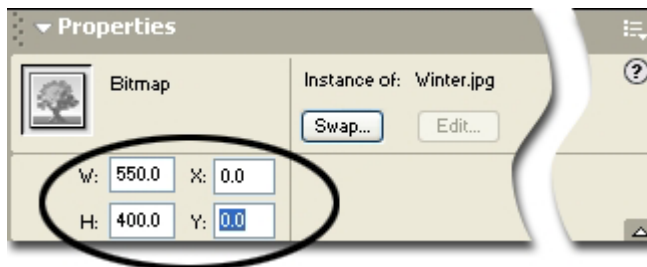 Properties
Bitmap
Instance of: Winter.jpg
Swap... Edit...
?
W: 550.0 X: 0.0
H: 400.0 Y: 0.0